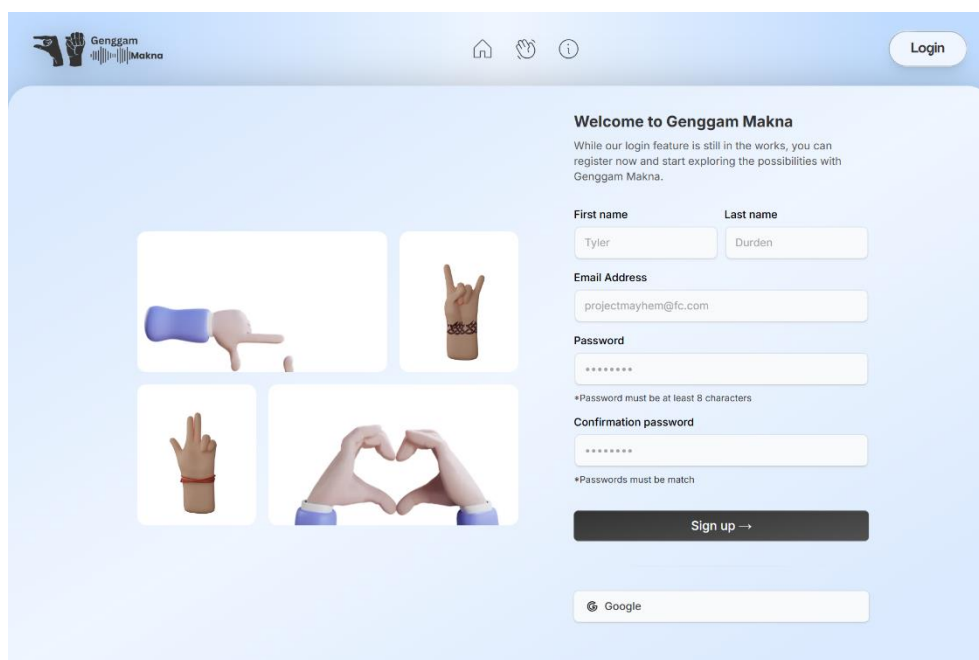 Genggam
Makna
Login
Welcome to Genggam Makna
While our login feature is still in the works, you can
register now and start exploring the possibilities with
Genggam Makna.
First name Last name
Tyler Durden
Email Address
projectmayhem@fc.com
Password
••••••••
*Password must be at least 8 characters
Confirmation password
••••••••
*Passwords must be match
Sign up →
Google